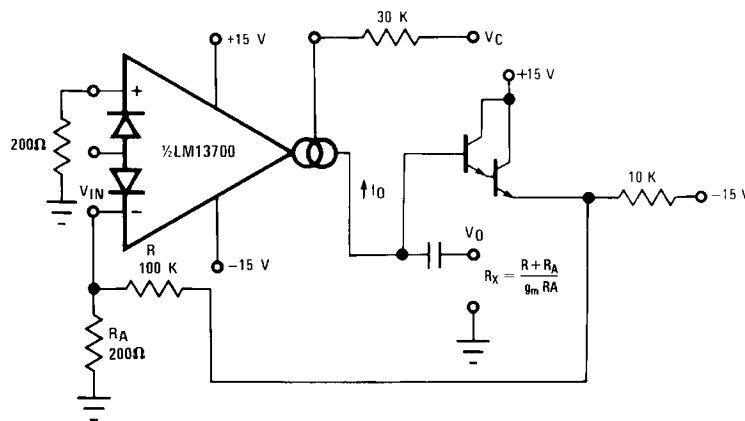 30 K
VC
+15 V
+15 V
+
200Ω
½LM13700
10 K
↑IO
VIN
-15 V
−
VO
R
-15 V
100 K
RX = R + RA / gm RA
RA
200Ω